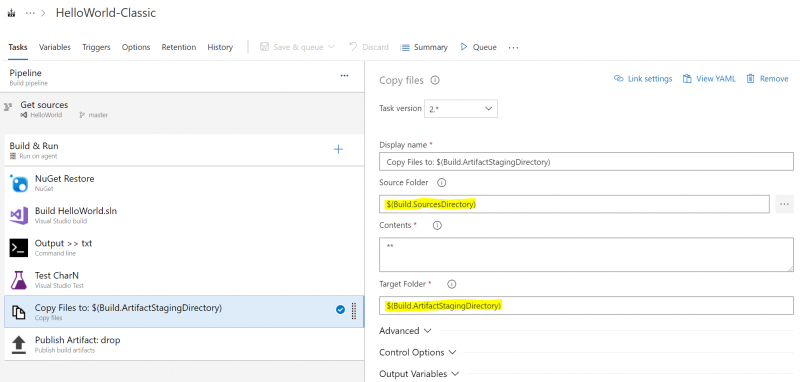 ··· > HelloWorld-Classic
Tasks Variables Triggers Options Retention History Save & queue Discard Summary Queue ···
Pipeline ···
Build pipeline
Get sources
HelloWorld master
Build & Run +
Run on agent
NuGet Restore
NuGet
Build HelloWorld.sln
Visual Studio build
Output >> txt
Command line
Test CharN
Visual Studio Test
Copy Files to: $(Build.ArtifactStagingDirectory)
Copy files
Publish Artifact: drop
Publish build artifacts
Copy files Link settings View YAML Remove
Task version 2.*
Display name *
Copy Files to: $(Build.ArtifactStagingDirectory)
Source Folder
$(Build.SourcesDirectory) ···
Contents *
**
Target Folder *
$(Build.ArtifactStagingDirectory)
Advanced
Control Options
Output Variables